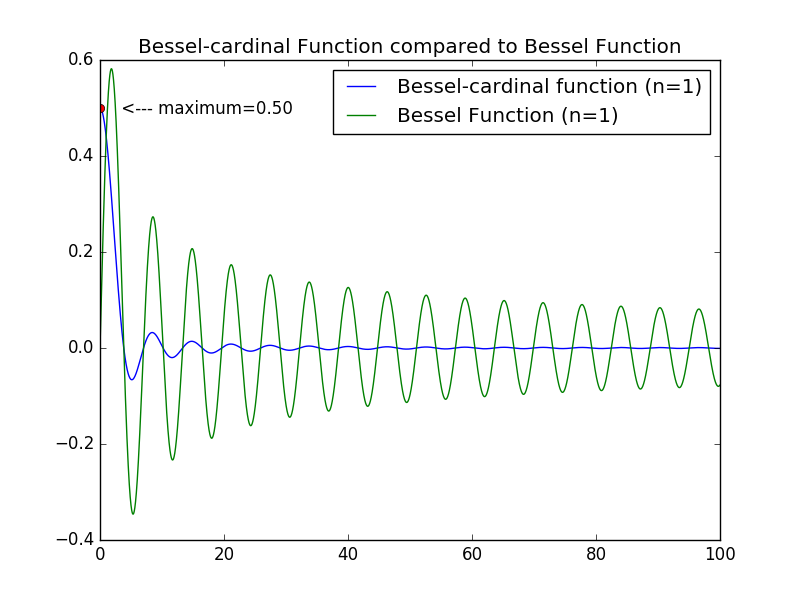 Bessel-cardinal Function compared to Bessel Function
Bessel-cardinal function (n=1)
Bessel Function (n=1)
<--- maximum=0.50
0.6
0.4
0.2
0.0
−0.2
−0.4
0 20 40 60 80 100